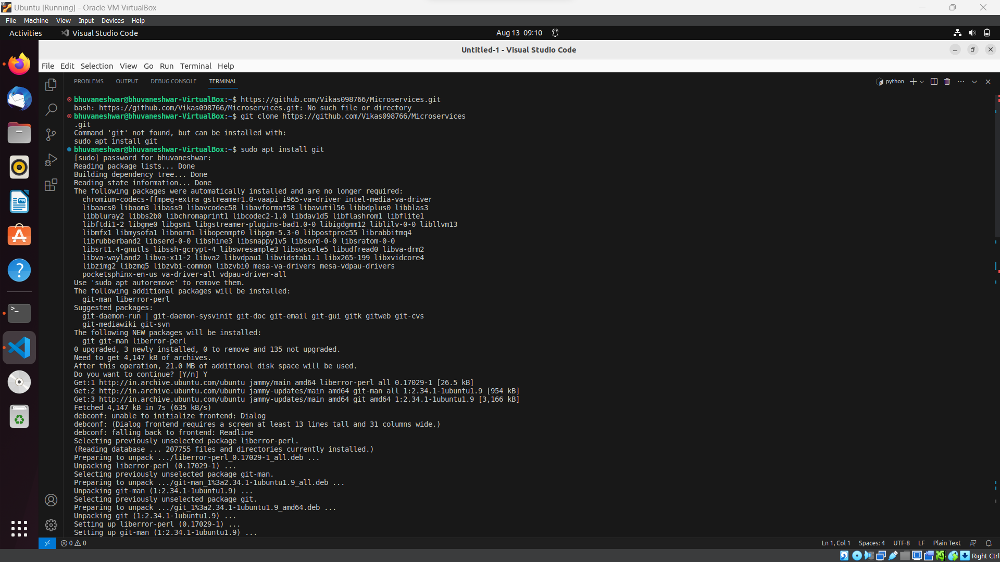 Ubuntu [Running] - Oracle VM VirtualBox
File Machine View Input Devices Help
Activities Visual Studio Code Aug 13 09:10
Untitled-1 - Visual Studio Code
File Edit Selection View Go Run Terminal Help
PROBLEMS OUTPUT DEBUG CONSOLE TERMINAL python
bhuvaneshwar@bhuvaneshwar-VirtualBox:~$ https://github.com/Vikas098766/Microservices.git
bash: https://github.com/Vikas098766/Microservices.git: No such file or directory
bhuvaneshwar@bhuvaneshwar-VirtualBox:~$ git clone https://github.com/Vikas098766/Microservices
.git
Command 'git' not found, but can be installed with:
sudo apt install git
bhuvaneshwar@bhuvaneshwar-VirtualBox:~$ sudo apt install git
[sudo] password for bhuvaneshwar:
Reading package lists... Done
Building dependency tree... Done
Reading state information... Done
The following packages were automatically installed and are no longer required:
chromium-codecs-ffmpeg-extra gstreamer1.0-vaapi i965-va-driver intel-media-va-driver
libaacs0 libaom3 libass9 libavcodec58 libavformat58 libavutil56 libbdplus0 libblas3
libbluray2 libbs2b0 libchromaprint1 libcodec2-1.0 libdav1d5 libflashrom1 libflite1
libftdi1-2 libgme0 libgsm1 libgstreamer-plugins-bad1.0-0 libigdgmm12 liblilv-0-0 libllvm13
libmfx1 libmysofa1 libnorm1 libopenmpt0 libpgm-5.3-0 libpostproc55 librabbitmq4
librubberband2 libserd-0-0 libshine3 libsnappy1v5 libsord-0-0 libsratom-0-0
libsrt1.4-gnutls libssh-gcrypt-4 libswresample3 libswscale5 libudfread0 libva-drm2
libva-wayland2 libva-x11-2 libva2 libvdpau1 libvidstab1.1 libx265-199 libxvidcore4
libzimg2 libzmq5 libzvbi-common libzvbi0 mesa-va-drivers mesa-vdpau-drivers
pocketsphinx-en-us va-driver-all vdpau-driver-all
Use 'sudo apt autoremove' to remove them.
The following additional packages will be installed:
git-man liberror-perl
Suggested packages:
git-daemon-run | git-daemon-sysvinit git-doc git-email git-gui gitk gitweb git-cvs
git-mediawiki git-svn
The following NEW packages will be installed:
git git-man liberror-perl
0 upgraded, 3 newly installed, 0 to remove and 135 not upgraded.
Need to get 4,147 kB of archives.
After this operation, 21.0 MB of additional disk space will be used.
Do you want to continue? [Y/n] Y
Get:1 http://in.archive.ubuntu.com/ubuntu jammy/main amd64 liberror-perl all 0.17029-1 [26.5 kB]
Get:2 http://in.archive.ubuntu.com/ubuntu jammy-updates/main amd64 git-man all 1:2.34.1-1ubuntu1.9 [954 kB]
Get:3 http://in.archive.ubuntu.com/ubuntu jammy-updates/main amd64 git amd64 1:2.34.1-1ubuntu1.9 [3,166 kB]
Fetched 4,147 kB in 7s (635 kB/s)
debconf: unable to initialize frontend: Dialog
debconf: (Dialog frontend requires a screen at least 13 lines tall and 31 columns wide.)
debconf: falling back to frontend: Readline
Selecting previously unselected package liberror-perl.
(Reading database ... 207755 files and directories currently installed.)
Preparing to unpack .../liberror-perl_0.17029-1_all.deb ...
Unpacking liberror-perl (0.17029-1) ...
Selecting previously unselected package git-man.
Preparing to unpack .../git-man_1%3a2.34.1-1ubuntu1.9_all.deb ...
Unpacking git-man (1:2.34.1-1ubuntu1.9) ...
Selecting previously unselected package git.
Preparing to unpack .../git_1%3a2.34.1-1ubuntu1.9_amd64.deb ...
Unpacking git (1:2.34.1-1ubuntu1.9) ...
Setting up liberror-perl (0.17029-1) ...
Setting up git-man (1:2.34.1-1ubuntu1.9) ...
0 0 Ln 1, Col 1 Spaces: 4 UTF-8 LF Plain Text
Right Ctrl